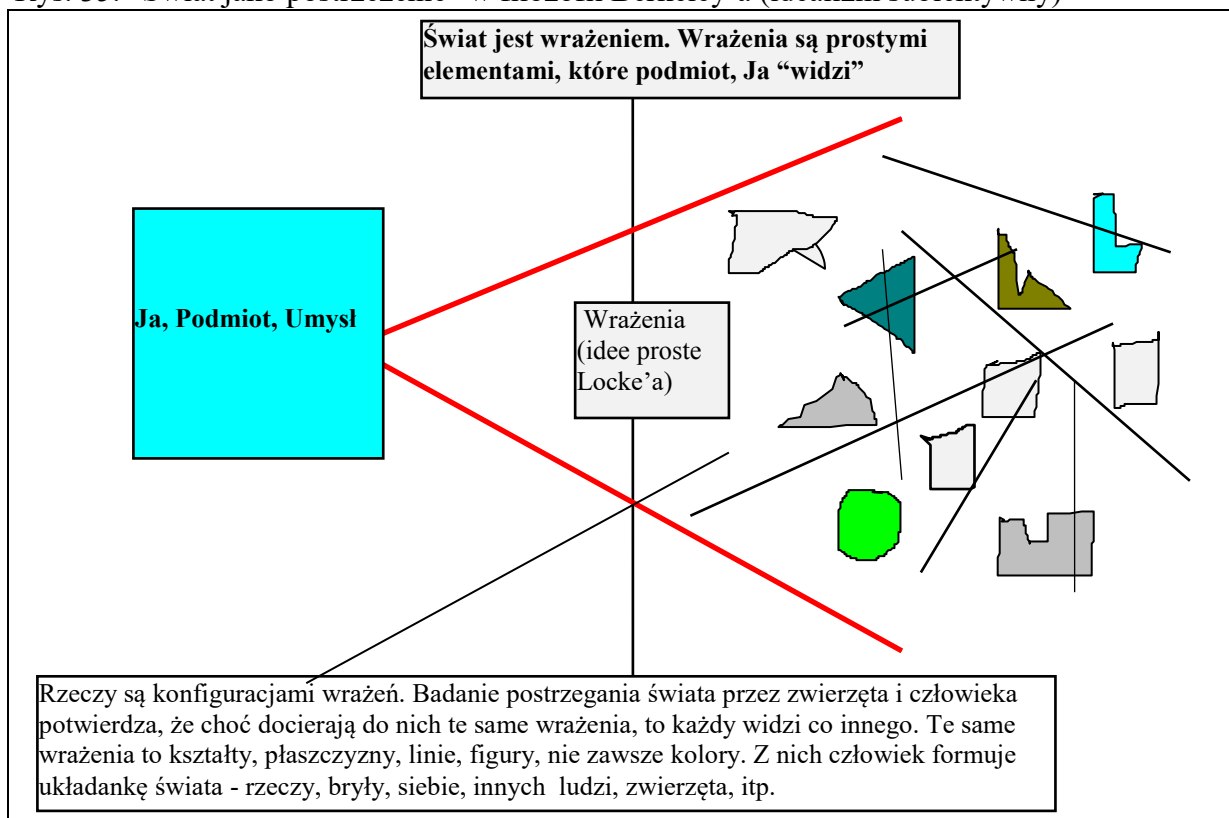 Świat jest wrażeniem. Wrażenia są prostymi
elementami, które podmiot, Ja “widzi”
Ja, Podmiot, Umysł
Wrażenia
(idee proste
Locke’a)
Rzeczy są konfiguracjami wrażeń. Badanie postrzegania świata przez zwierzęta i człowieka
potwierdza, że choć docierają do nich te same wrażenia, to każdy widzi co innego. Te same
wrażenia to kształty, płaszczyzny, linie, figury, nie zawsze kolory. Z nich człowiek formuje
układankę świata - rzeczy, bryły, siebie, innych ludzi, zwierzęta, itp.